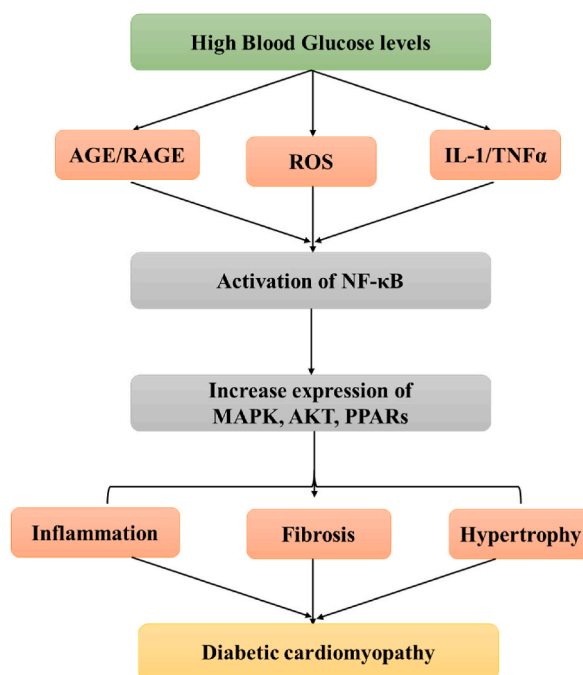 High Blood Glucose levels
AGE/RAGE
ROS
IL-1/TNFα
Activation of NF-κB
Increase expression of
MAPK, AKT, PPARs
Inflammation
Fibrosis
Hypertrophy
Diabetic cardiomyopathy